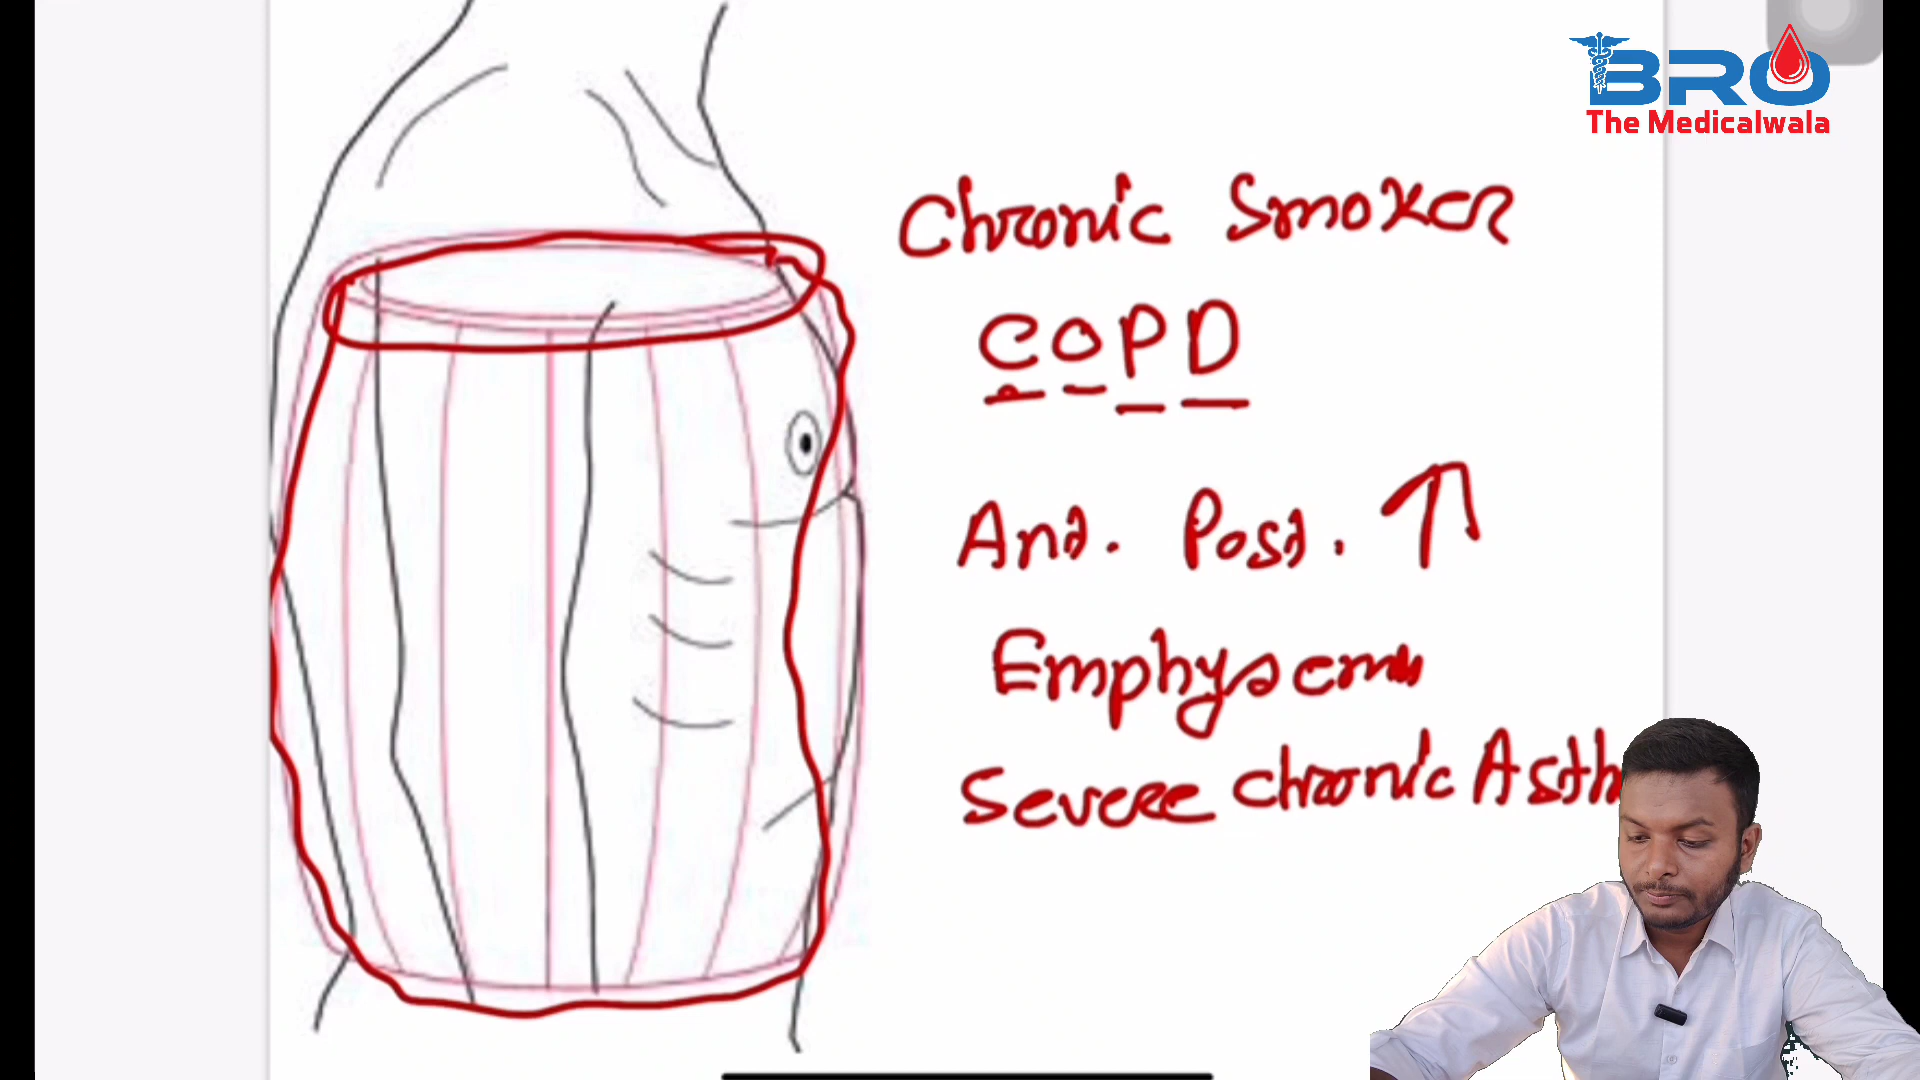 BRO
The Medicalwala
Chronic Smoker
COPD
Ant. Post. ↑
Emphysema
Severe Chronic Asth